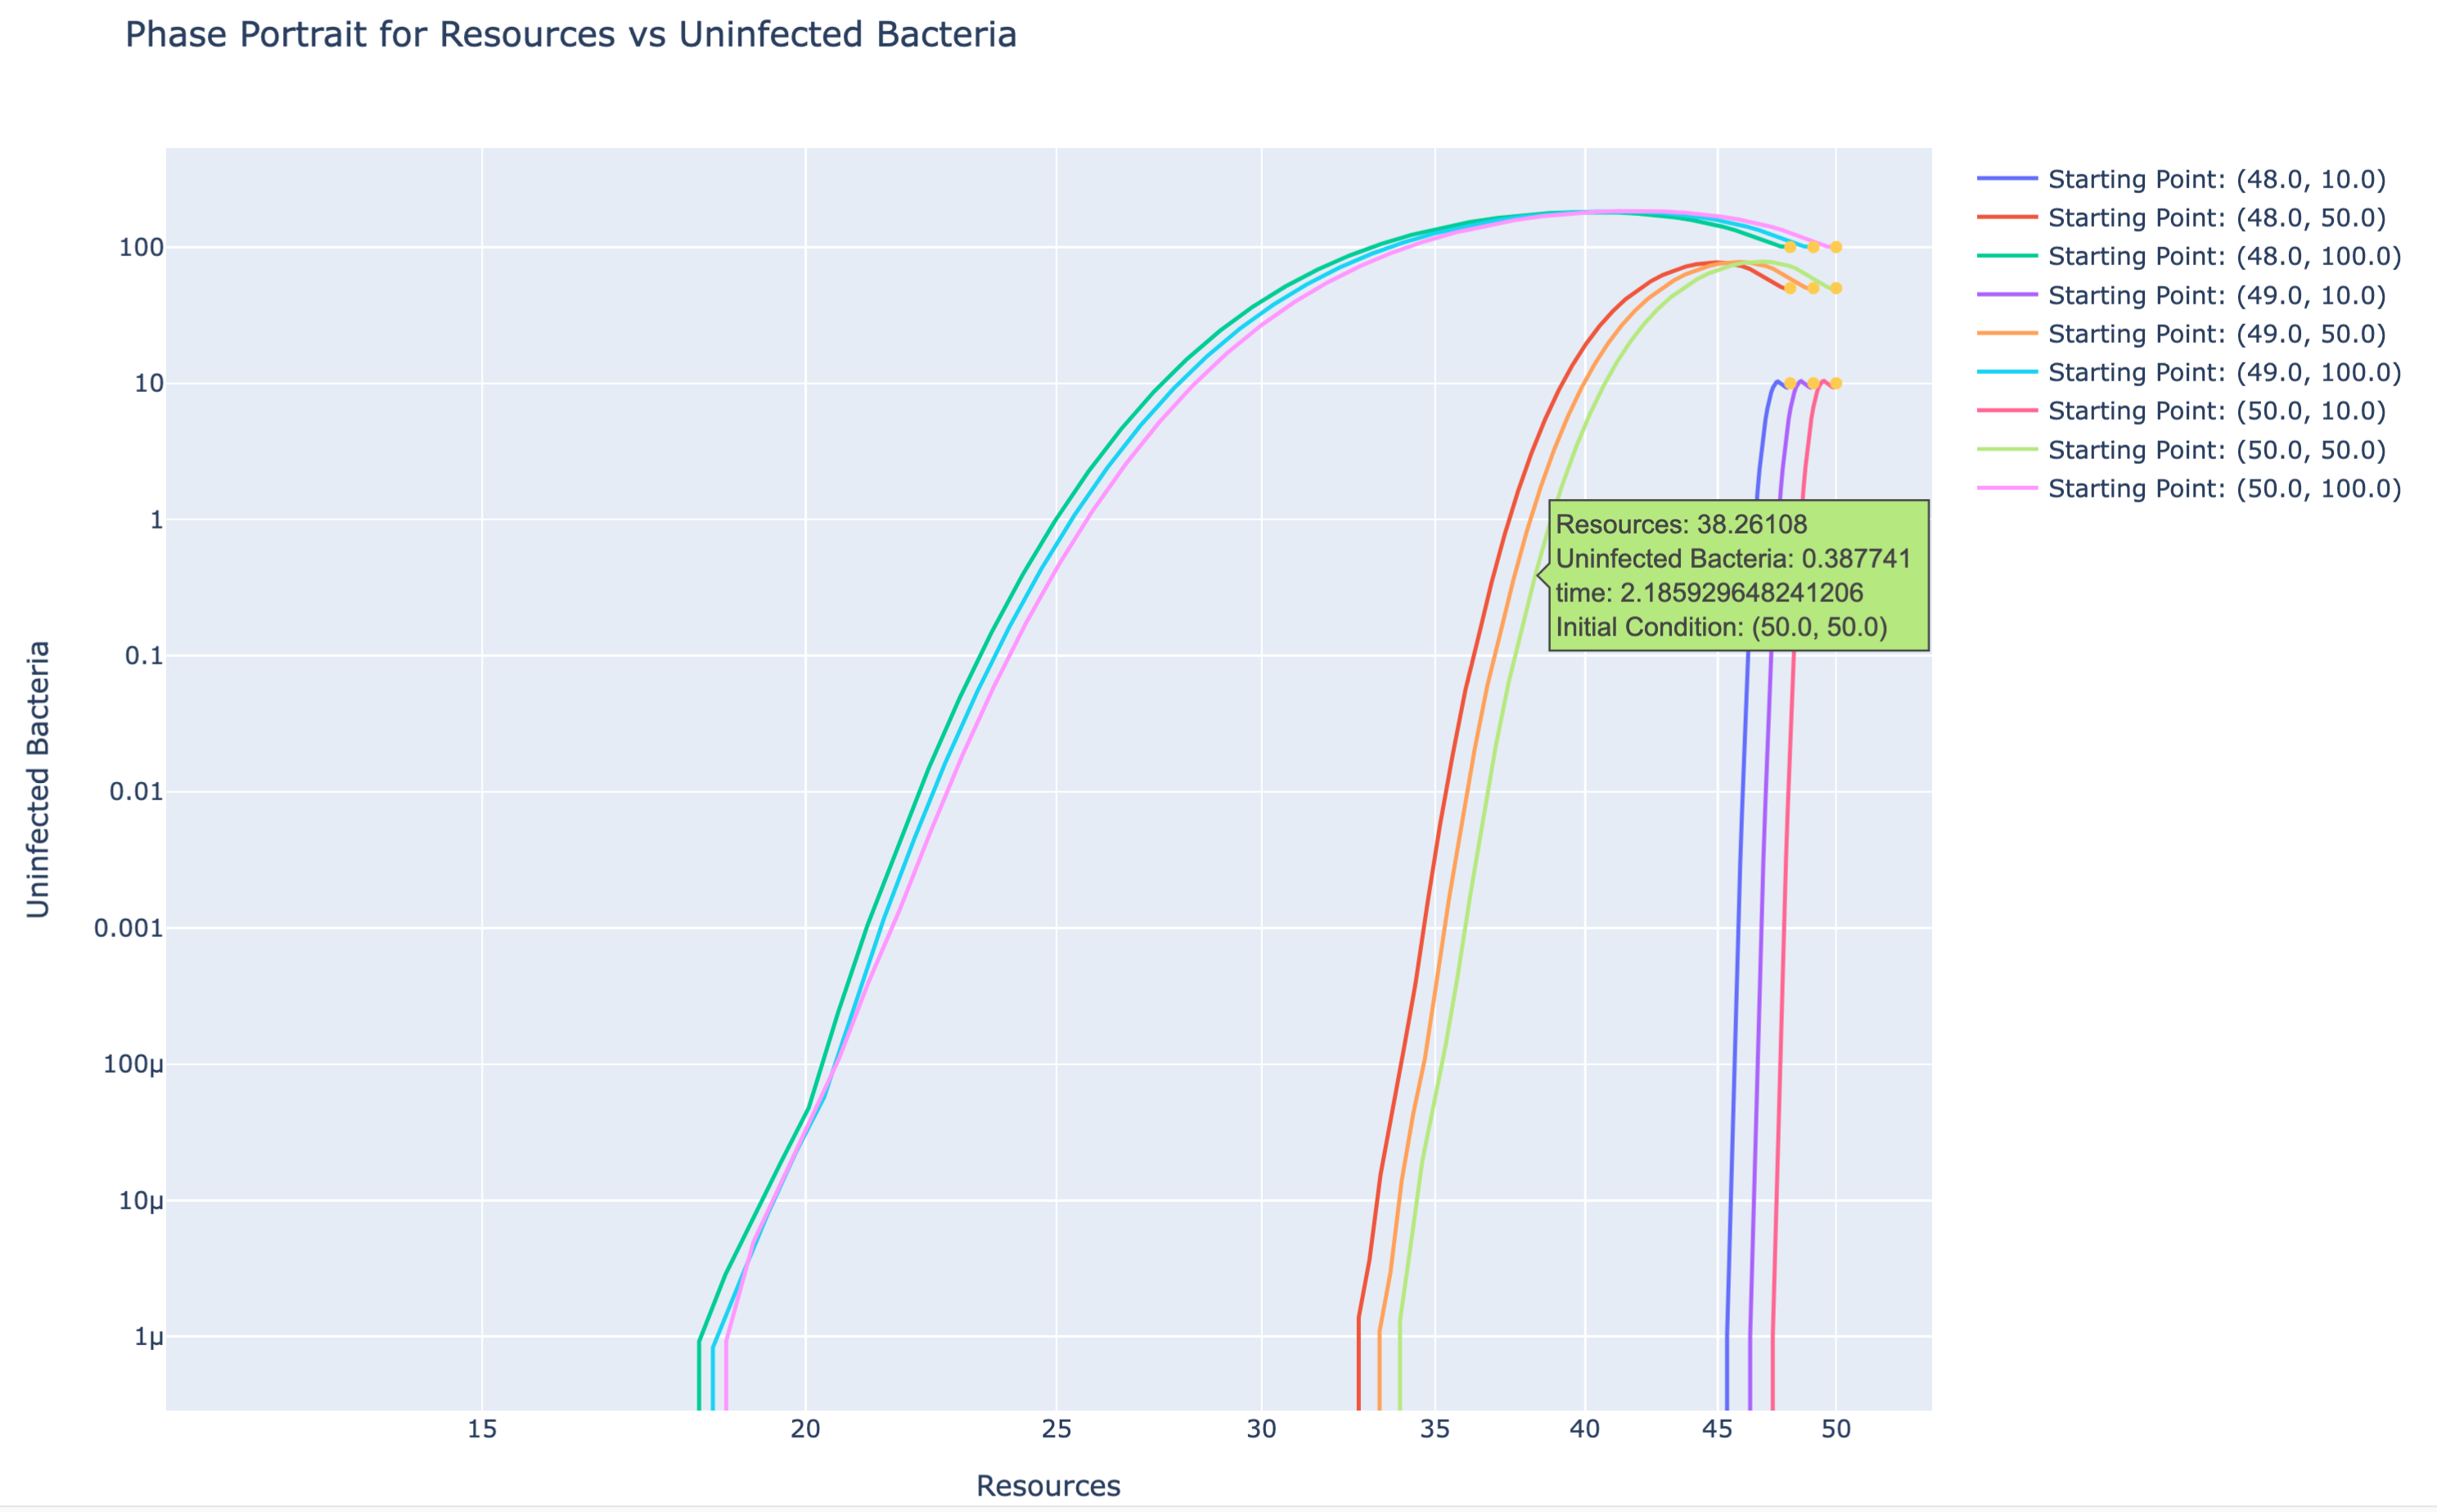 Phase Portrait for Resources vs Uninfected Bacteria
Starting Point: (48.0, 10.0)
Starting Point: (48.0, 50.0)
Starting Point: (48.0, 100.0)
Starting Point: (49.0, 10.0)
Starting Point: (49.0, 50.0)
Starting Point: (49.0, 100.0)
Starting Point: (50.0, 10.0)
Starting Point: (50.0, 50.0)
Starting Point: (50.0, 100.0)
Uninfected Bacteria
100
10
1
0.1
0.01
0.001
100μ
10μ
1μ
Resources: 38.26108
Uninfected Bacteria: 0.387741
time: 2.185929648241206
Initial Condition: (50.0, 50.0)
15 20 25 30 35 40 45 50
Resources